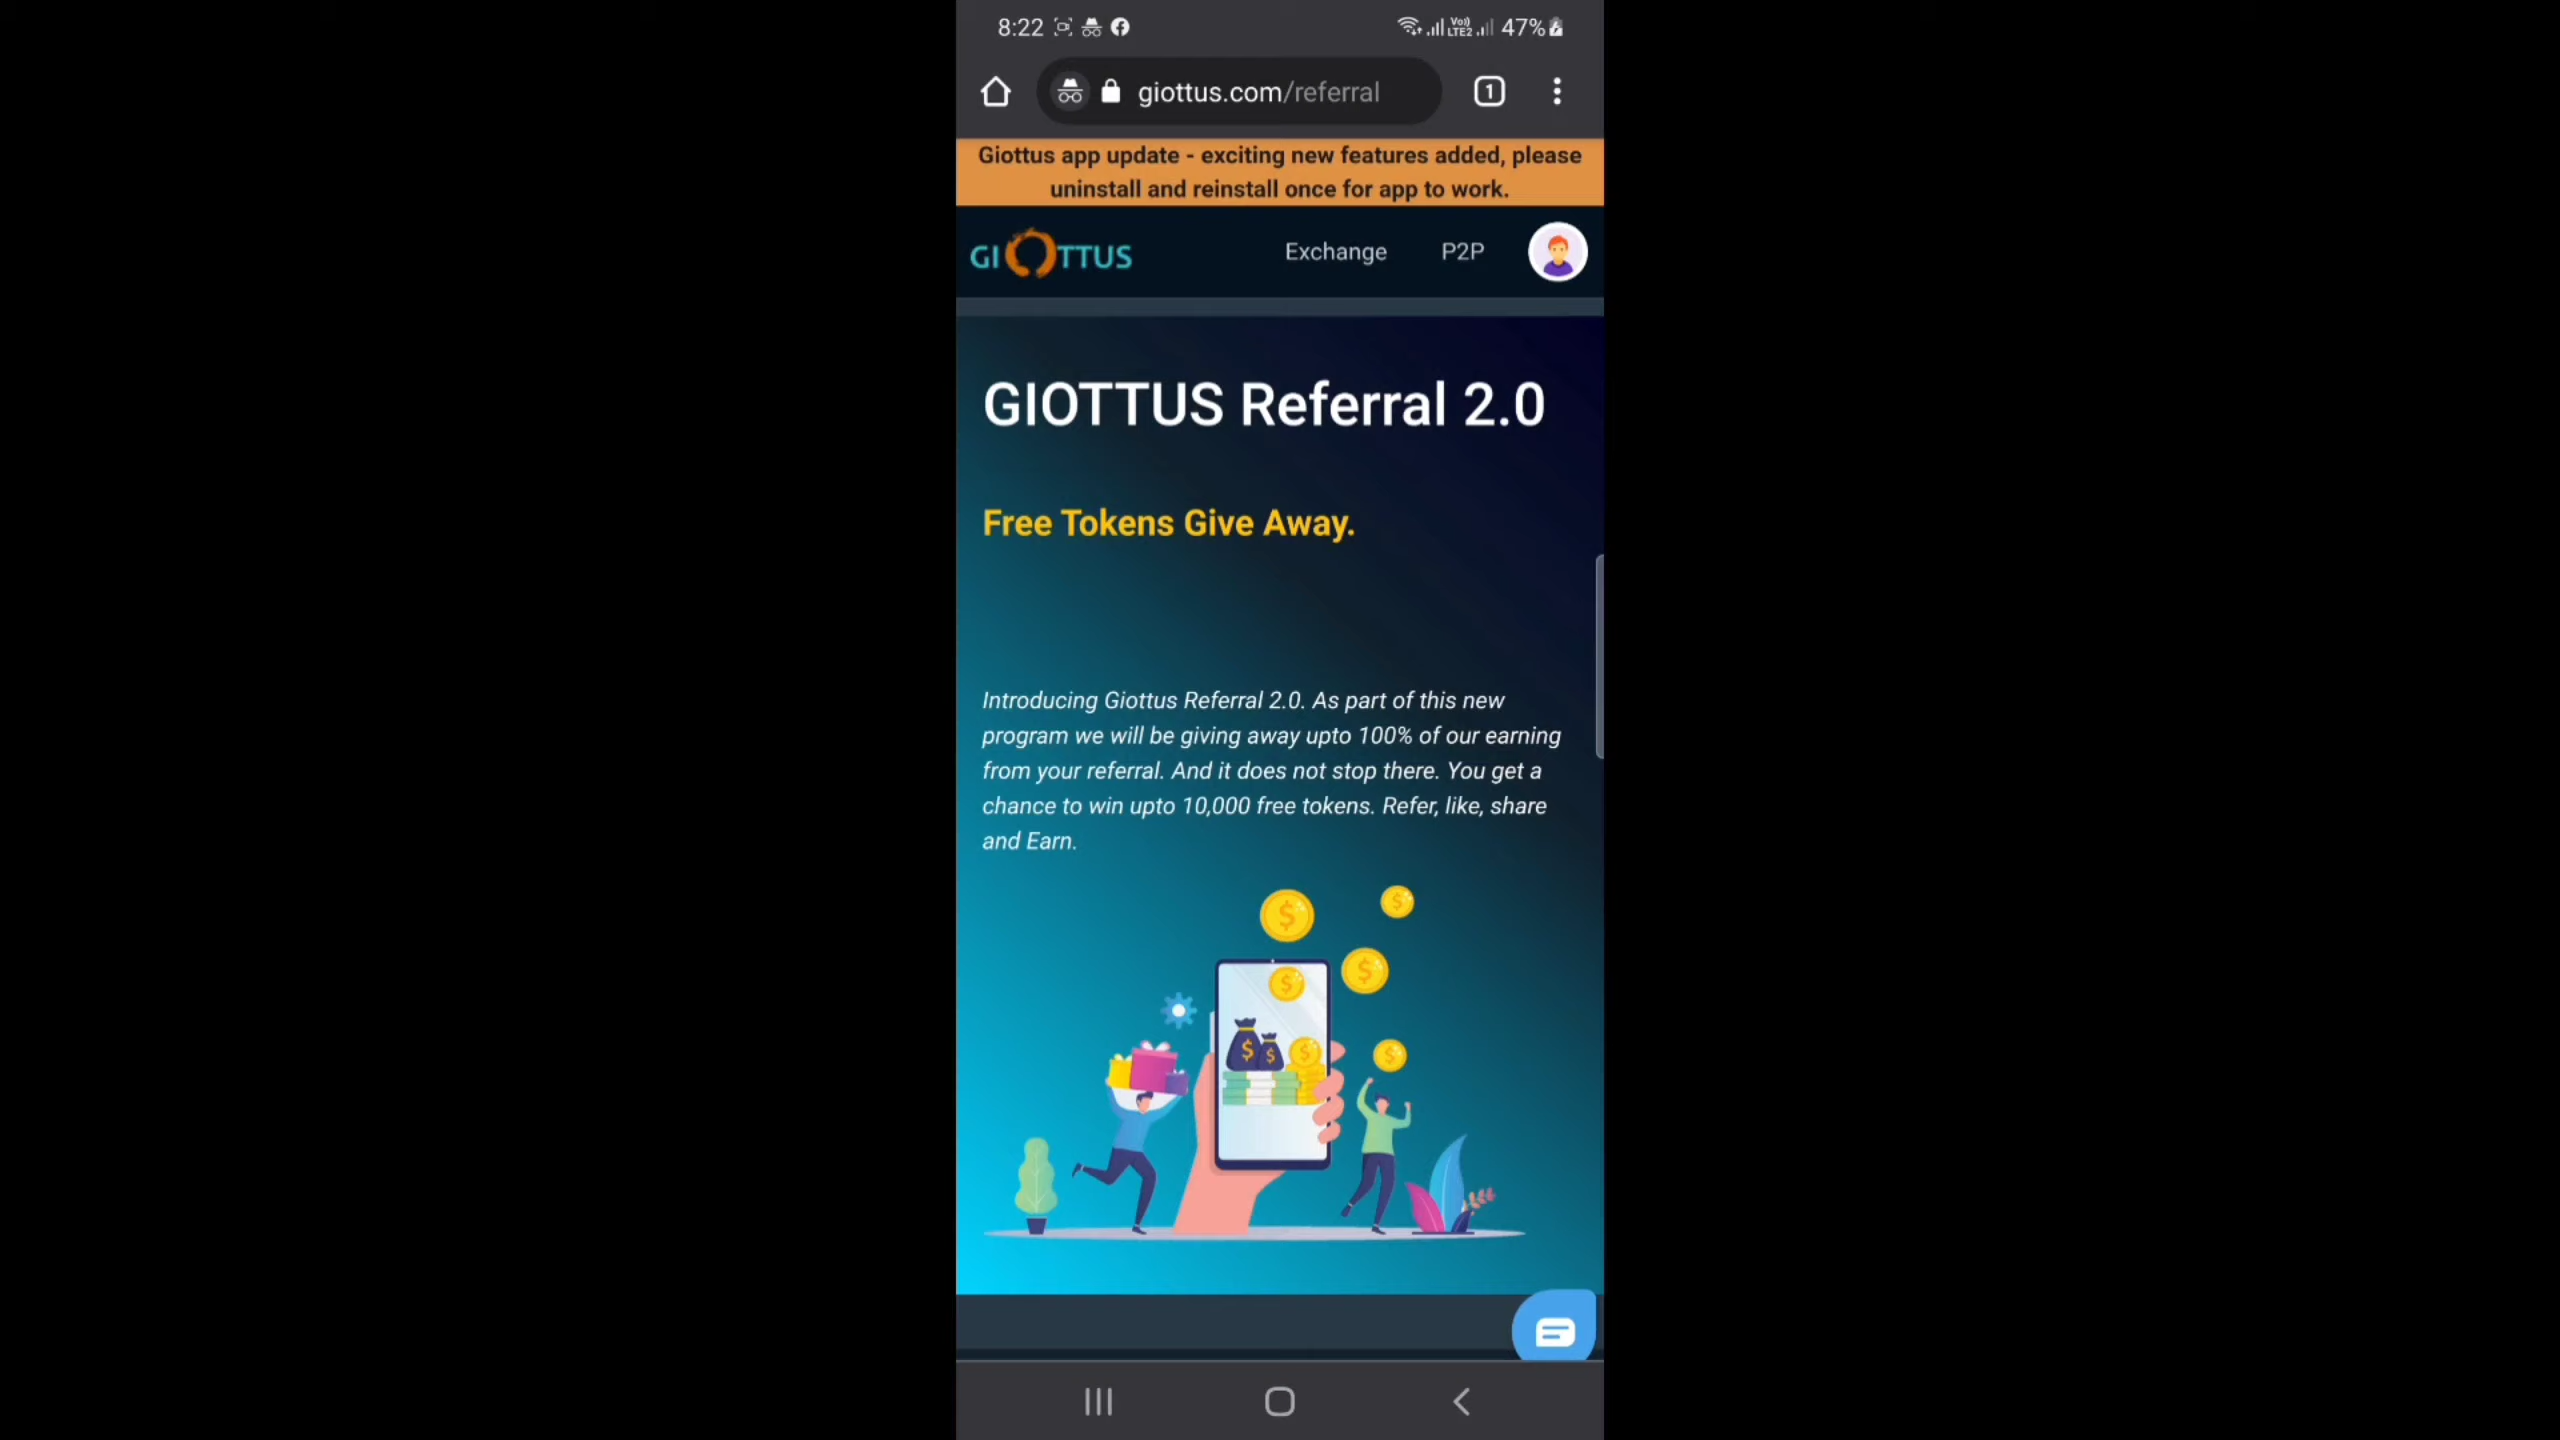 8:22 Vo)) LTE2 47%
giottus.com/referral 1
Giottus app update - exciting new features added, please
uninstall and reinstall once for app to work.
GIOTTUS Exchange P2P
GIOTTUS Referral 2.0
Free Tokens Give Away.
Introducing Giottus Referral 2.0. As part of this new
program we will be giving away upto 100% of our earning
from your referral. And it does not stop there. You get a
chance to win upto 10,000 free tokens. Refer, like, share
and Earn.